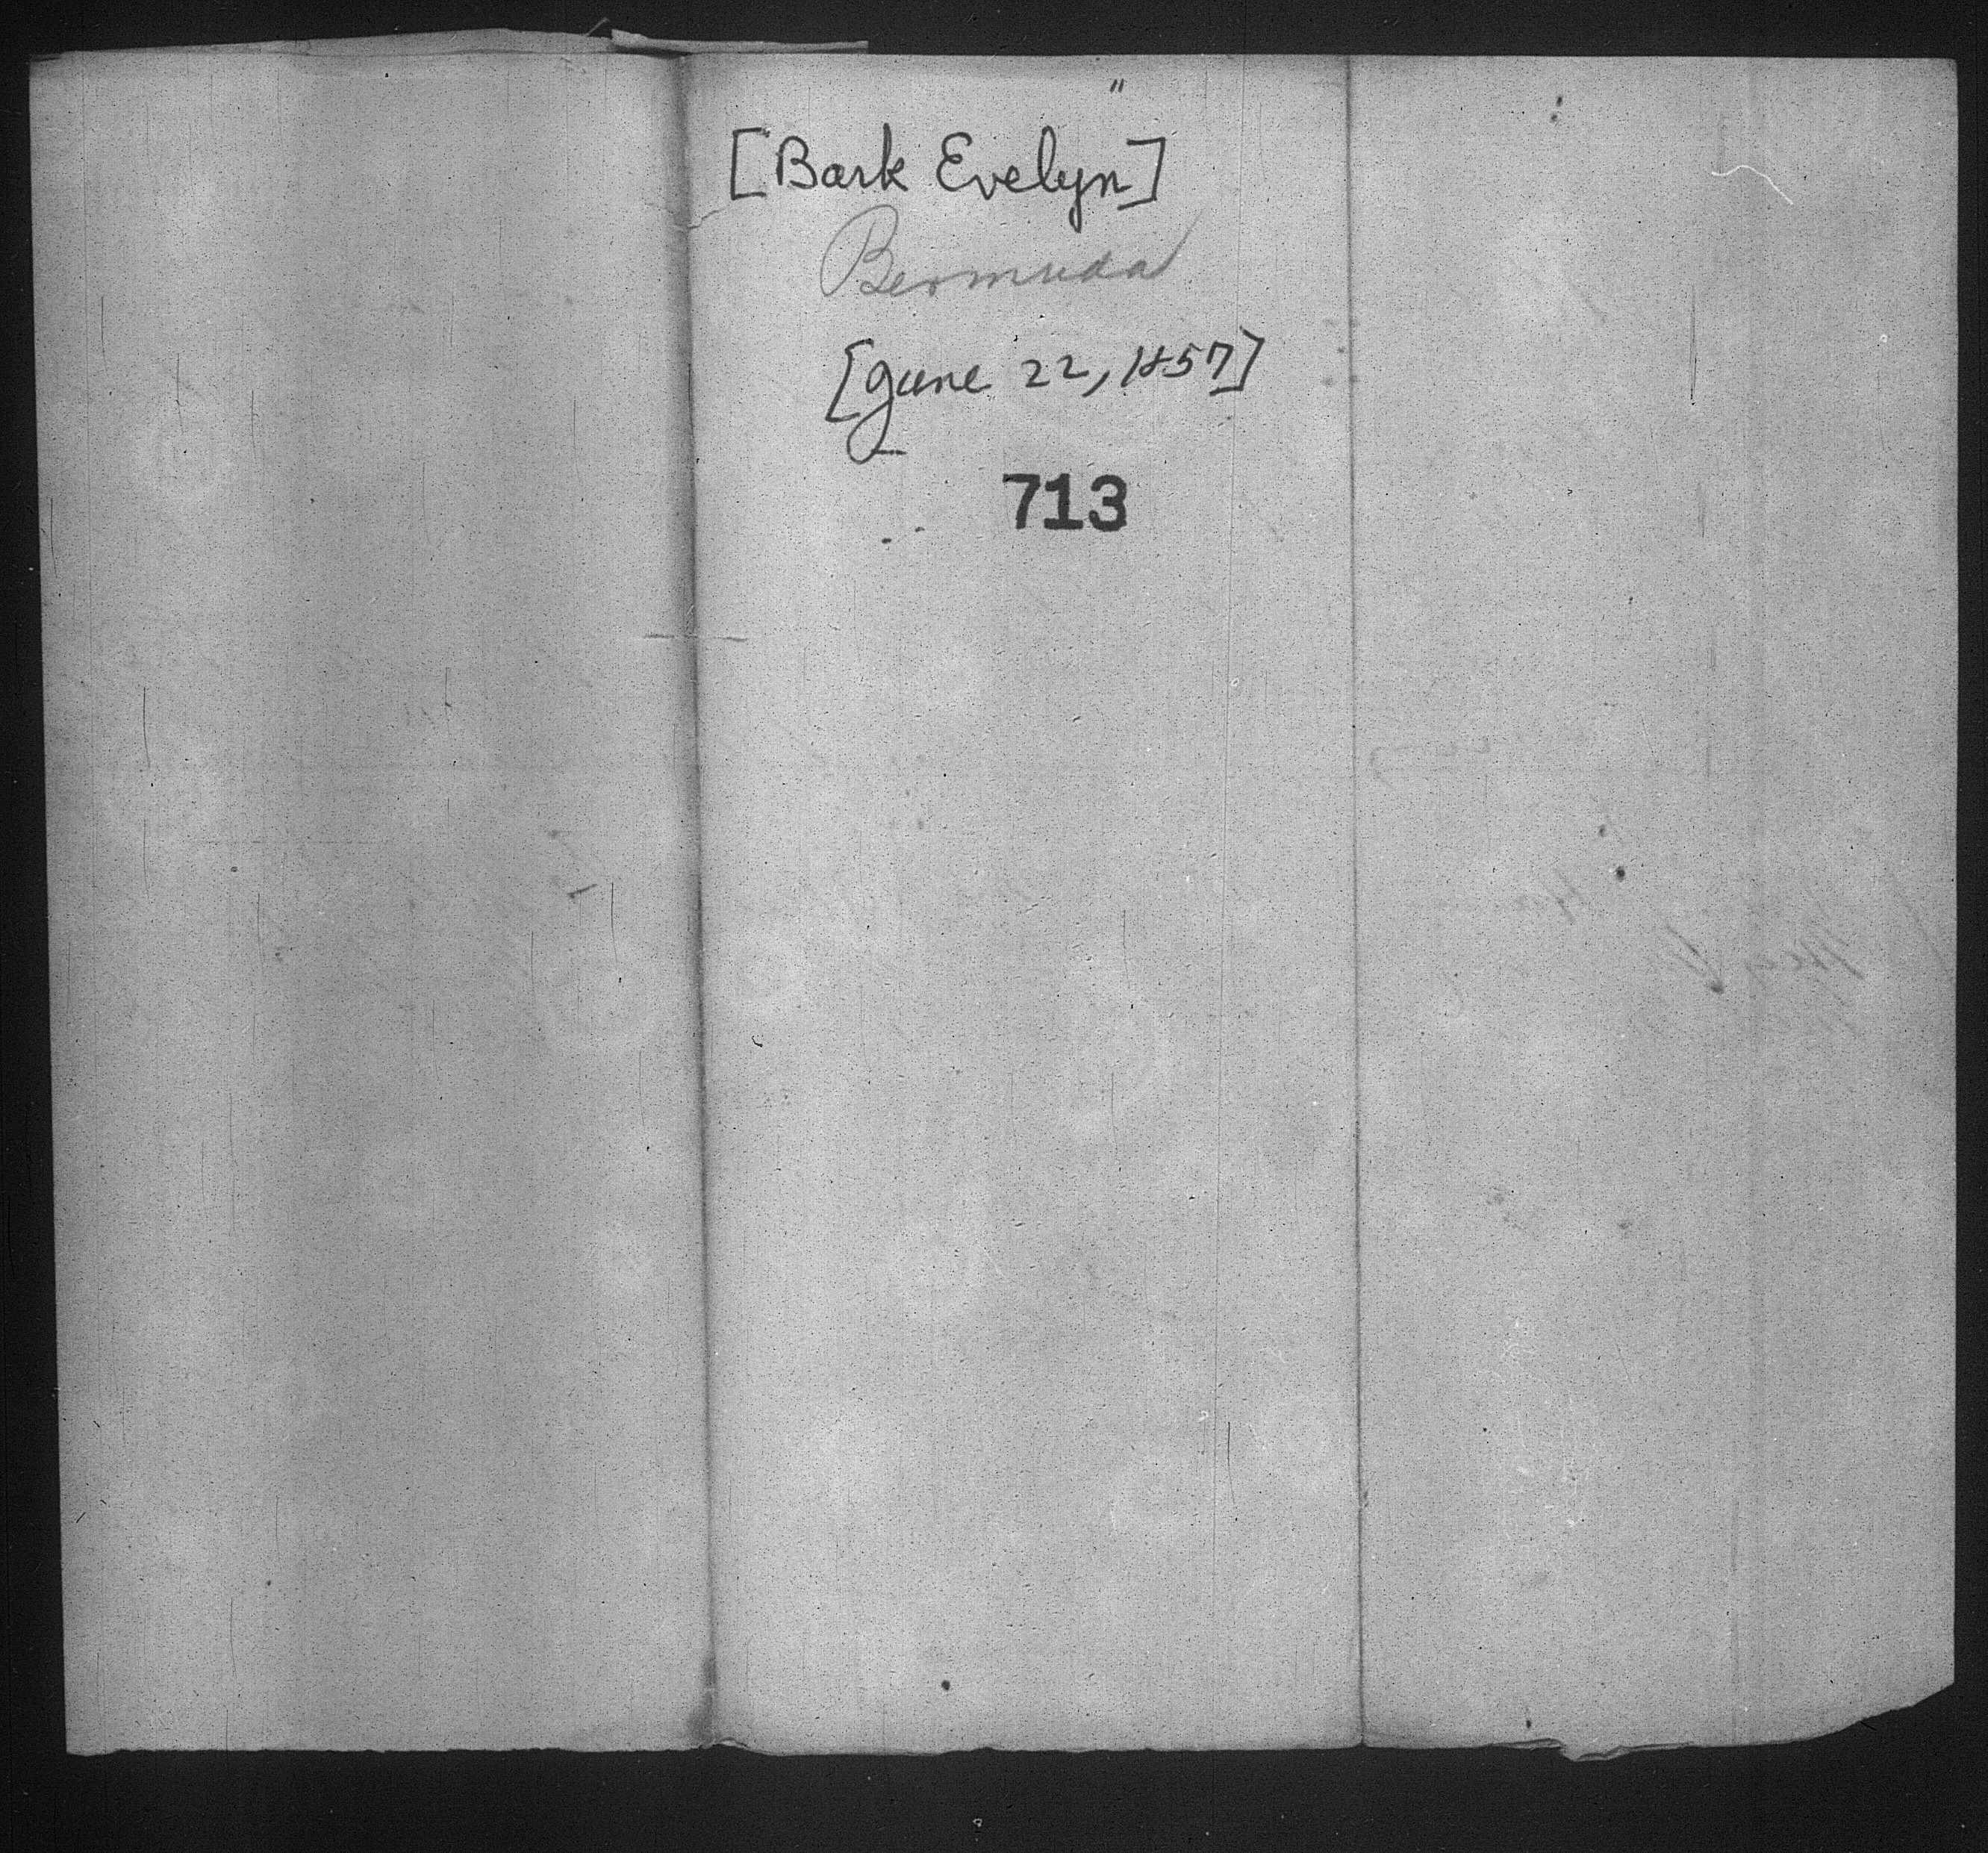 [Bark Evelyn"]
Bermuda
[June 22, 1857]
713